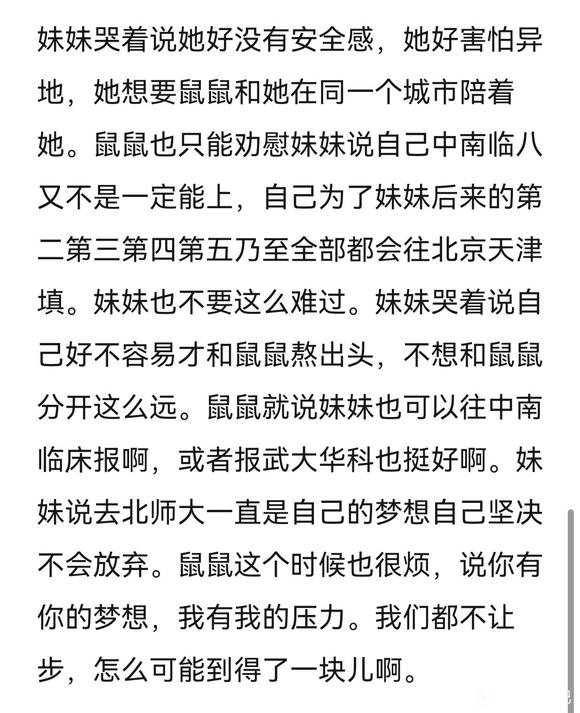 妹妹哭着说她好没有安全感，她好害怕异
地，她想要鼠鼠和她在同一个城市陪着
她。鼠鼠也只能劝慰妹妹说自己中南临八
又不是一定能上，自己为了妹妹后来的第
二第三第四第五乃至全部都会往北京天津
填。妹妹也不要这么难过。妹妹哭着说自
己好不容易才和鼠鼠熬出头，不想和鼠鼠
分开这么远。鼠鼠就说妹妹也可以往中南
临床报啊，或者报武大华科也挺好啊。妹
妹说去北师大一直是自己的梦想自己坚决
不会放弃。鼠鼠这个时候也很烦，说你有
你的梦想，我有我的压力。我们都不让
步，怎么可能到得了一块儿啊。